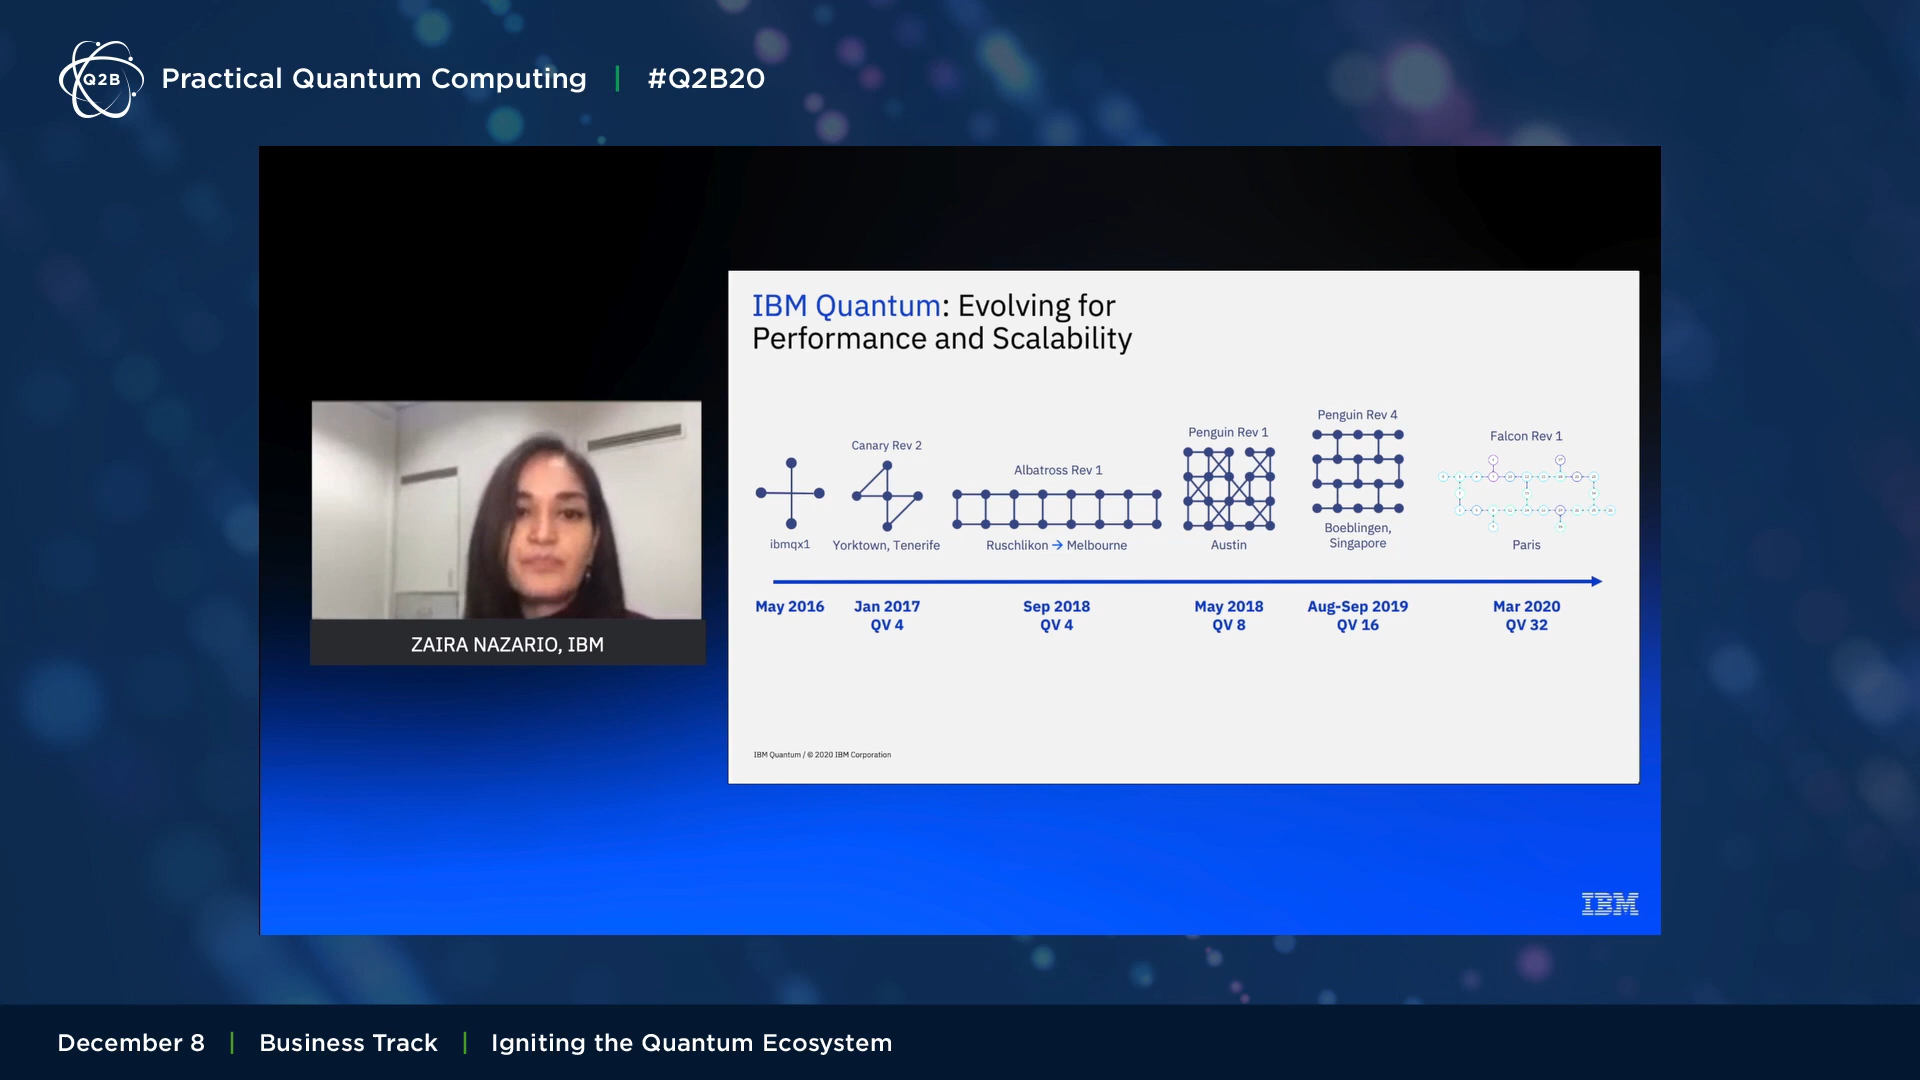 Q2B
Practical Quantum Computing | #Q2B20
IBM Quantum: Evolving for
Performance and Scalability
ibmqx1
May 2016
Canary Rev 2
Yorktown, Tenerife
Jan 2017
QV 4
Albatross Rev 1
Ruschlikon → Melbourne
Sep 2018
QV 4
Penguin Rev 1
Austin
May 2018
QV 8
Penguin Rev 4
Boeblingen,
Singapore
Aug-Sep 2019
QV 16
Falcon Rev 1
Paris
Mar 2020
QV 32
IBM Quantum / © 2020 IBM Corporation
ZAIRA NAZARIO, IBM
IBM
December 8 | Business Track | Igniting the Quantum Ecosystem